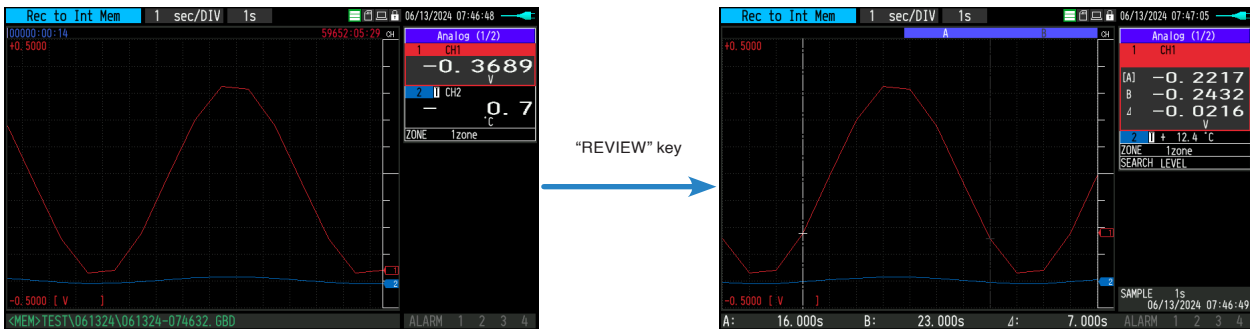 Rec to Int Mem 1 sec/DIV 1s 06/13/2024 07:46:48
00000:00:14 59652:05:29 CH Analog (1/2)
+0.5000 1 CH1
-0.3689
V
2 T CH2
- 0.7
°C
ZONE 1zone
1
2
-0.5000 [ V ]
<MEM>TEST\061324\061324-074632.GBD ALARM 1 2 3 4
“REVIEW” key
Rec to Int Mem 1 sec/DIV 1s 06/13/2024 07:47:05
A B CH Analog (1/2)
+0.5000 1 CH1
[A] -0.2217
B -0.2432
⊿ -0.0216
V
2 T + 12.4 °C
ZONE 1zone
SEARCH LEVEL
1
2
-0.5000 [ V ] SAMPLE 1s
06/13/2024 07:46:49
A: 16.000s B: 23.000s ⊿: 7.000s ALARM 1 2 3 4